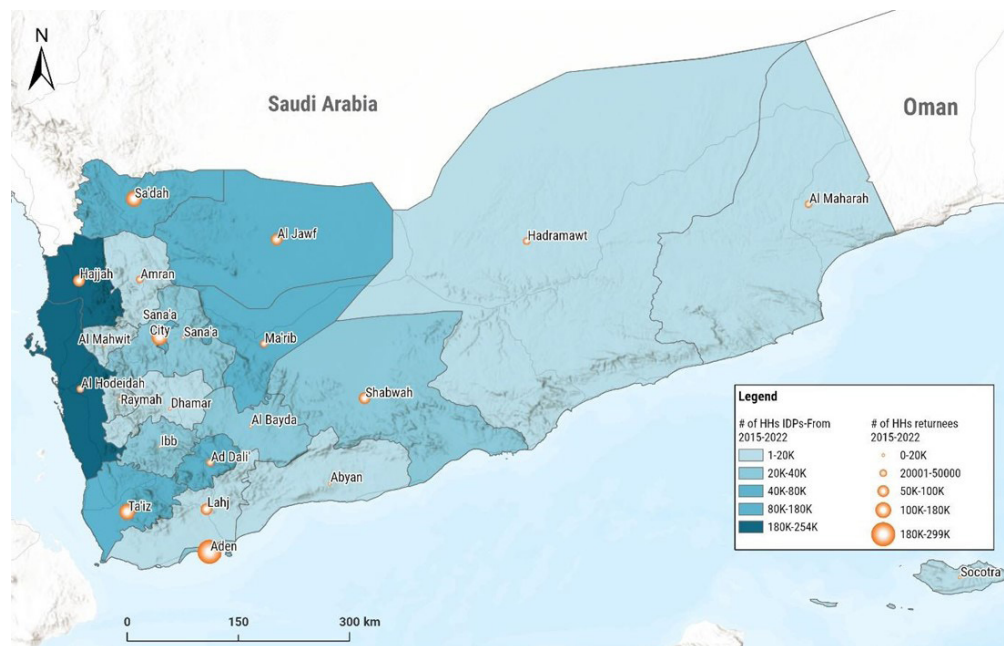 N
Saudi Arabia
Oman
Sa'dah
Al Jawf
Al Maharah
Hadramawt
Hajjah
Amran
Sana'a
City
Sana'a
Al Mahwit
Ma'rib
Al Hodeidah
Raymah
Dhamar
Shabwah
Al Bayda
Ibb
Ad Dali'
Abyan
Ta'iz
Lahj
Aden
Socotra
Legend
# of HHs IDPs-From
2015-2022
1-20K
20K-40K
40K-80K
80K-180K
180K-254K
# of HHs returnees
2015-2022
0-20K
20001-50000
50K-100K
100K-180K
180K-299K
0 150 300 km